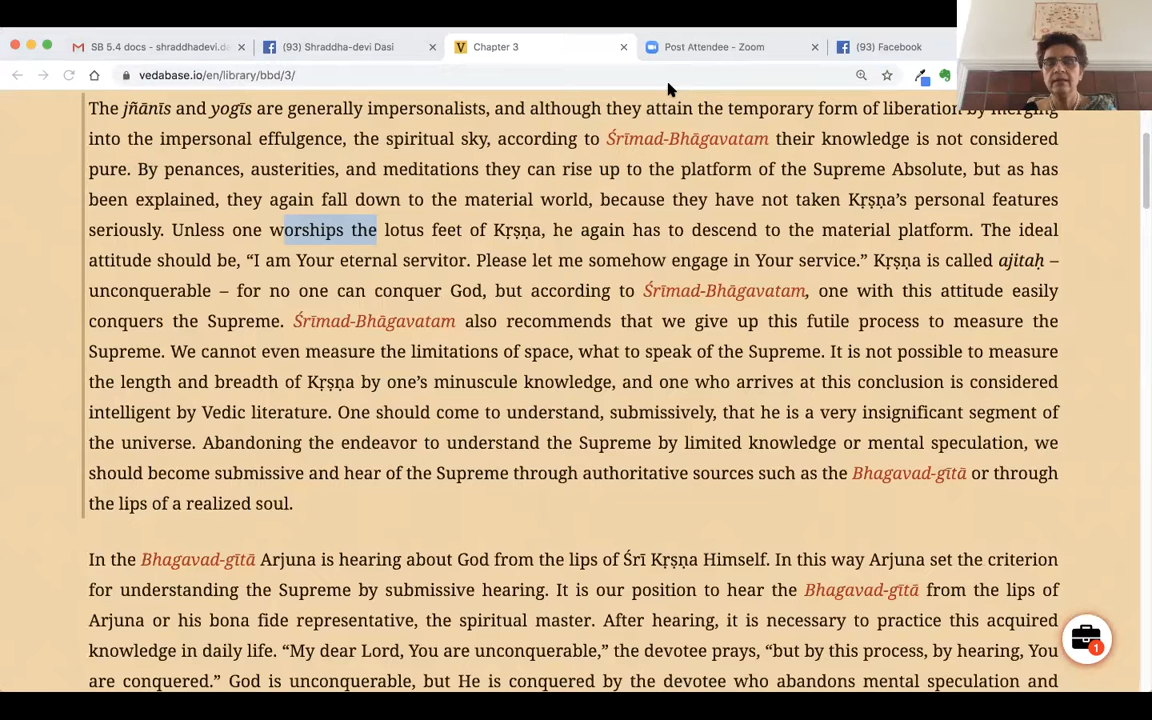 SB 5.4 docs - shraddhadevi.da
(93) Shraddha-devi Dasi
Chapter 3
Post Attendee - Zoom
(93) Facebook
vedabase.io/en/library/bbd/3/
The jñānīs and yogīs are generally impersonalists, and although they attain the temporary form of liberation by merging
into the impersonal effulgence, the spiritual sky, according to Śrīmad-Bhāgavatam their knowledge is not considered
pure. By penances, austerities, and meditations they can rise up to the platform of the Supreme Absolute, but as has
been explained, they again fall down to the material world, because they have not taken Kṛṣṇa’s personal features
seriously. Unless one worships the lotus feet of Kṛṣṇa, he again has to descend to the material platform. The ideal
attitude should be, “I am Your eternal servitor. Please let me somehow engage in Your service.” Kṛṣṇa is called ajitaḥ –
unconquerable – for no one can conquer God, but according to Śrīmad-Bhāgavatam, one with this attitude easily
conquers the Supreme. Śrīmad-Bhāgavatam also recommends that we give up this futile process to measure the
Supreme. We cannot even measure the limitations of space, what to speak of the Supreme. It is not possible to measure
the length and breadth of Kṛṣṇa by one’s minuscule knowledge, and one who arrives at this conclusion is considered
intelligent by Vedic literature. One should come to understand, submissively, that he is a very insignificant segment of
the universe. Abandoning the endeavor to understand the Supreme by limited knowledge or mental speculation, we
should become submissive and hear of the Supreme through authoritative sources such as the Bhagavad-gītā or through
the lips of a realized soul.
In the Bhagavad-gītā Arjuna is hearing about God from the lips of Śrī Kṛṣṇa Himself. In this way Arjuna set the criterion
for understanding the Supreme by submissive hearing. It is our position to hear the Bhagavad-gītā from the lips of
Arjuna or his bona fide representative, the spiritual master. After hearing, it is necessary to practice this acquired
knowledge in daily life. “My dear Lord, You are unconquerable,” the devotee prays, “but by this process, by hearing, You
are conquered.” God is unconquerable, but He is conquered by the devotee who abandons mental speculation and
1